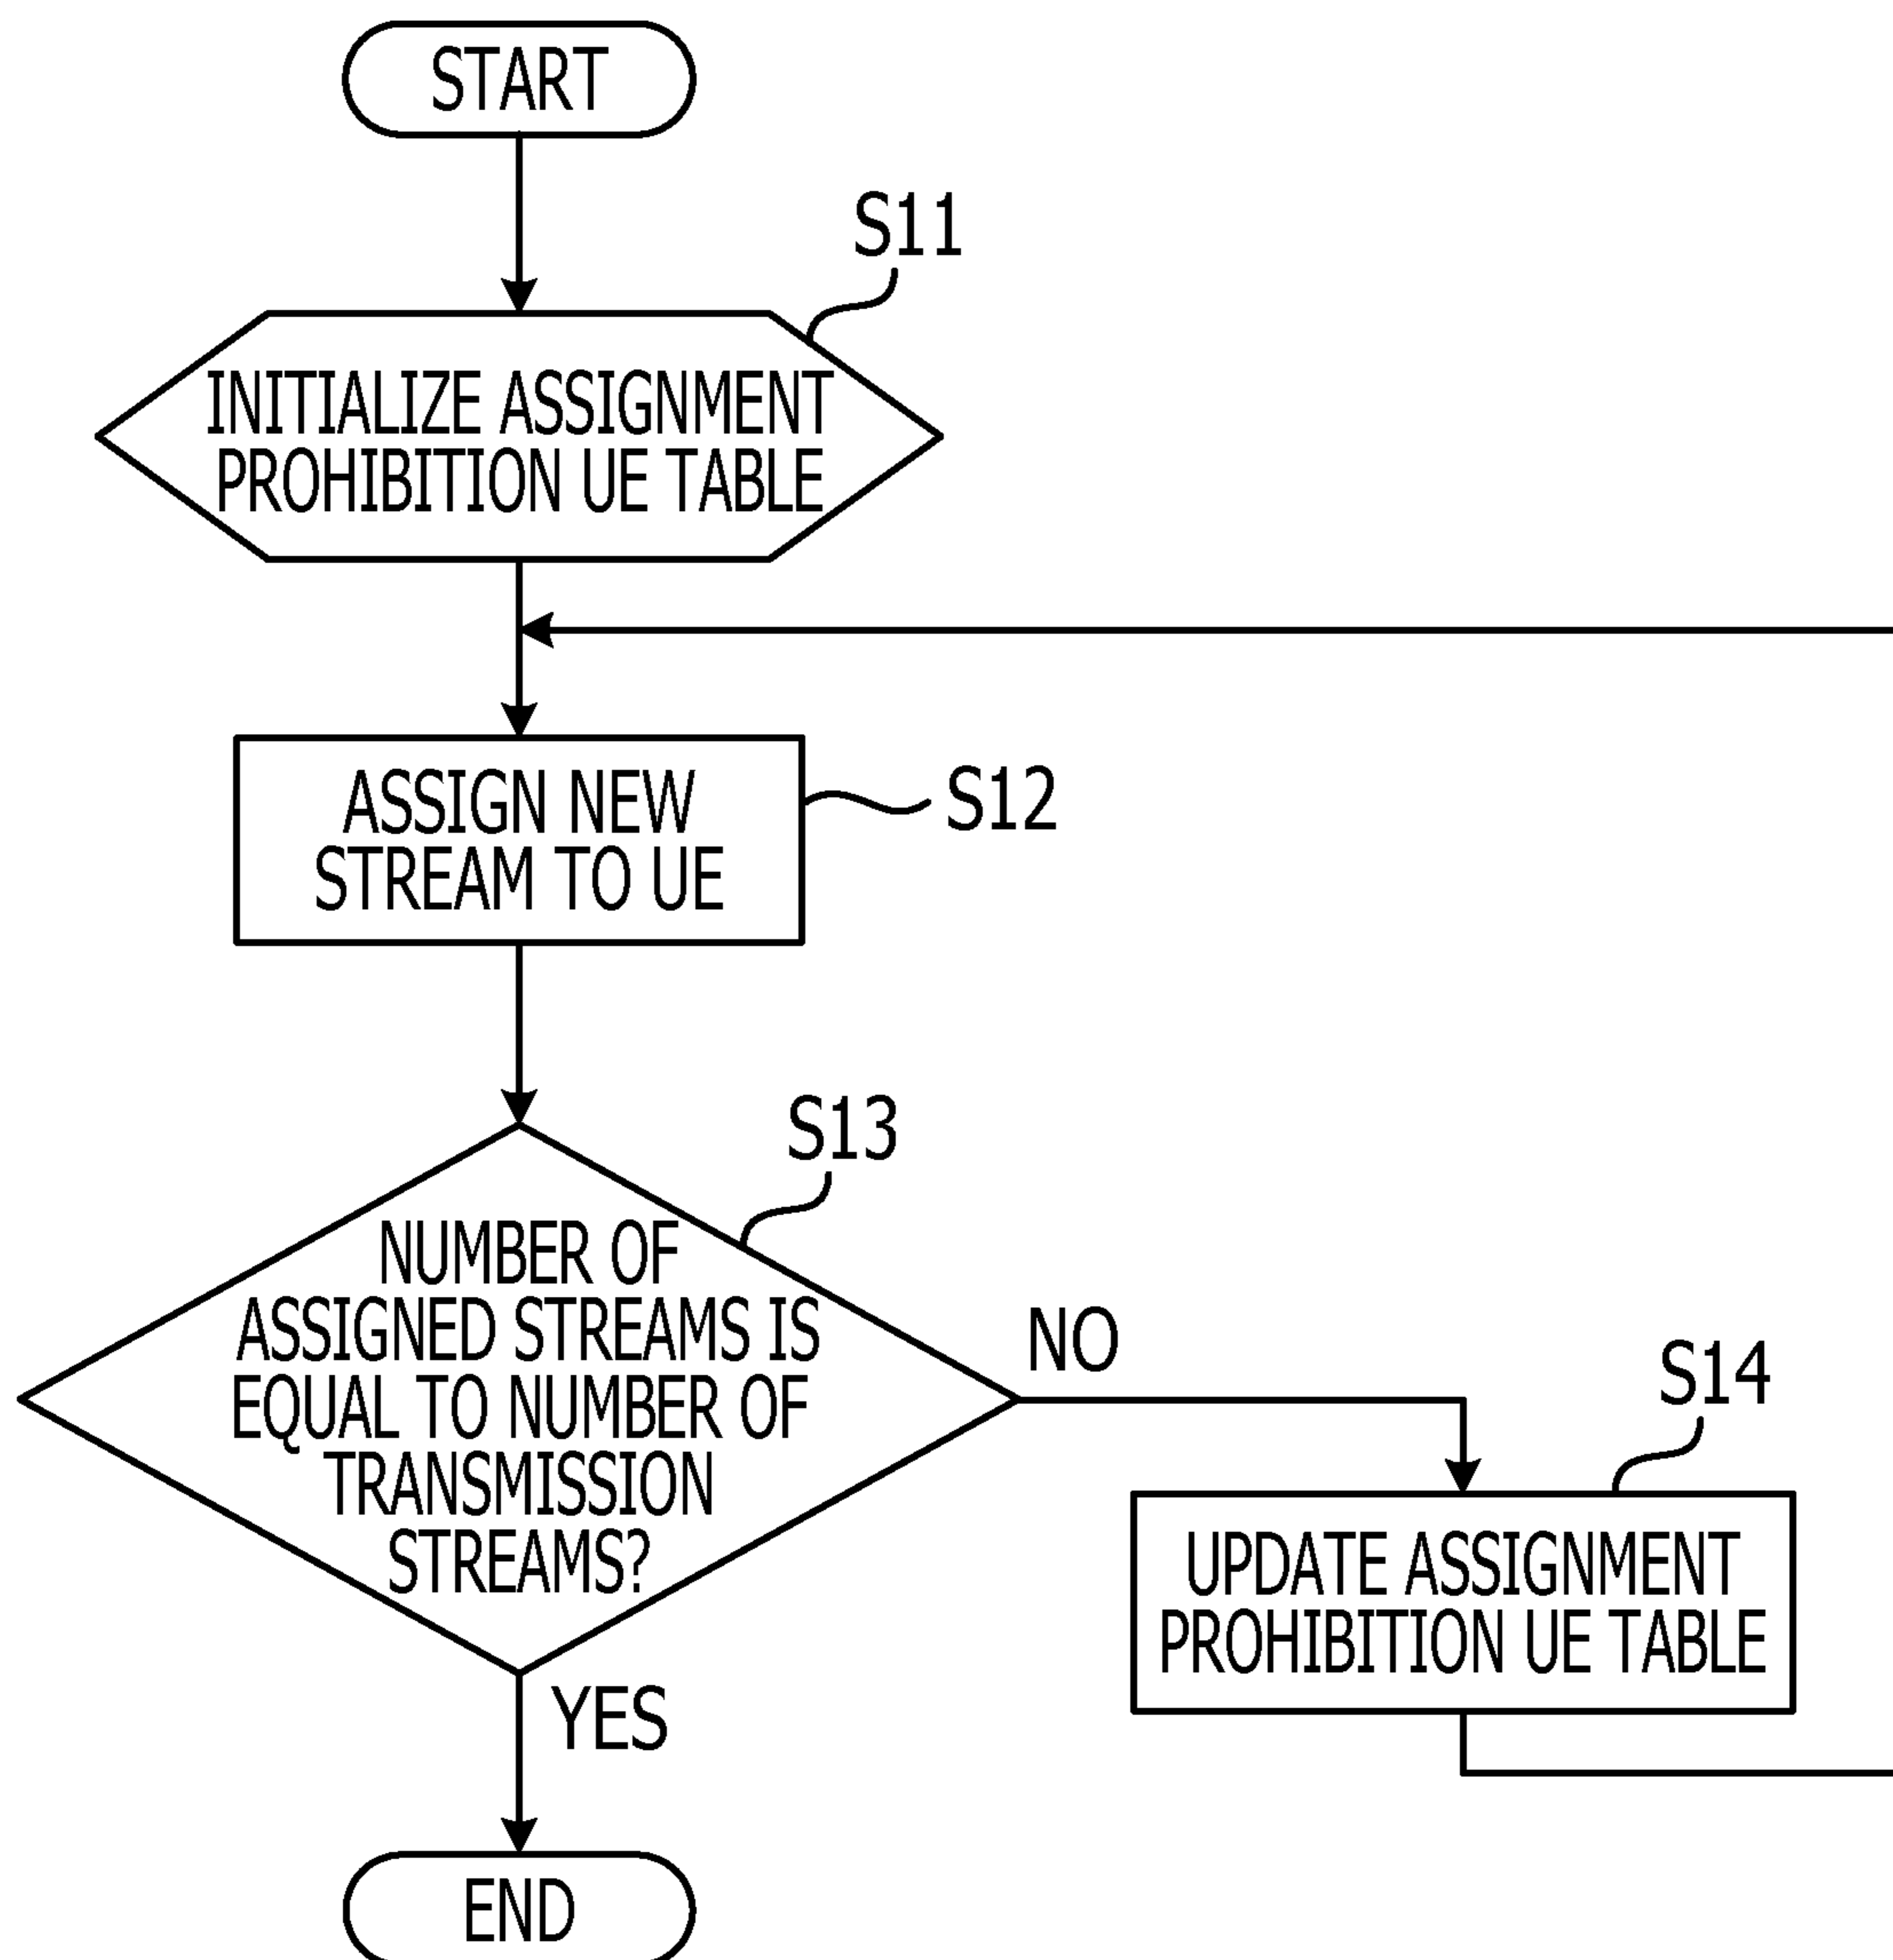 START
S11
INITIALIZE ASSIGNMENT
PROHIBITION UE TABLE
ASSIGN NEW
STREAM TO UE
S12
S13
NUMBER OF
ASSIGNED STREAMS IS
EQUAL TO NUMBER OF
TRANSMISSION
STREAMS?
NO
S14
UPDATE ASSIGNMENT
PROHIBITION UE TABLE
YES
END